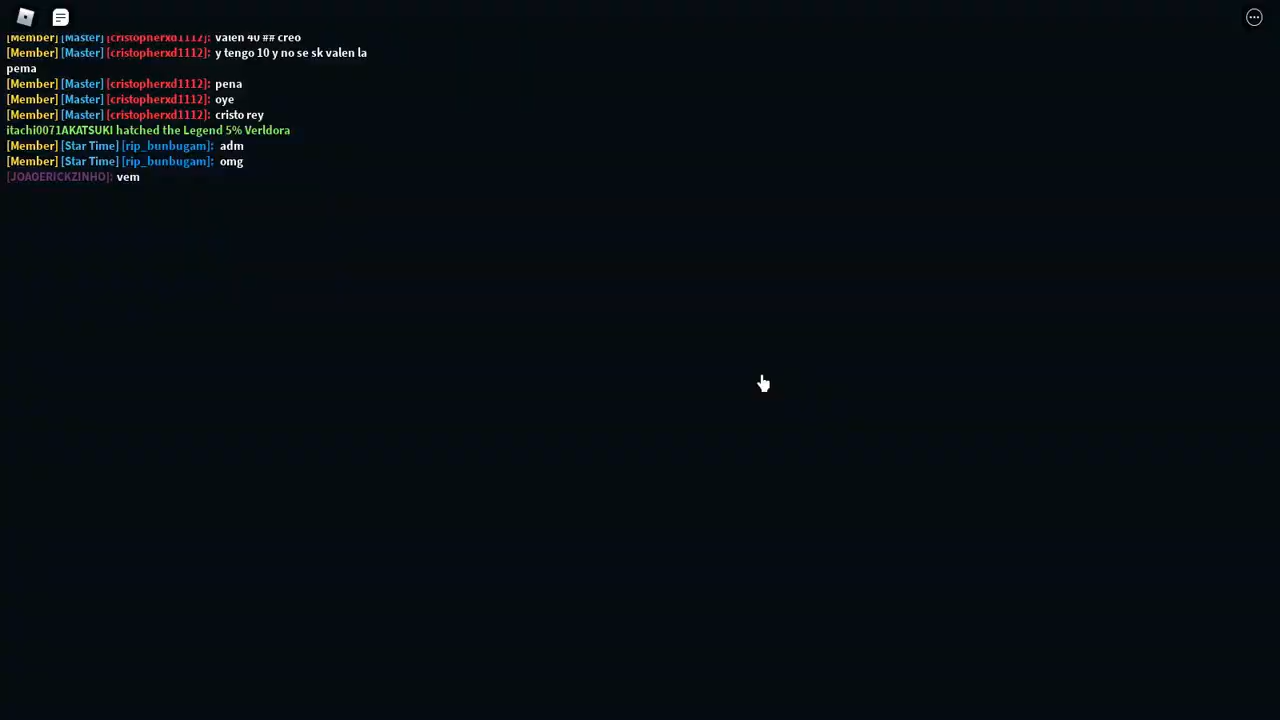 [Member] [Master] [cristopherxd1112]: valen 40 ## creo
[Member] [Master] [cristopherxd1112]: y tengo 10 y no se sk valen la
pema
[Member] [Master] [cristopherxd1112]: pena
[Member] [Master] [cristopherxd1112]: oye
[Member] [Master] [cristopherxd1112]: cristo rey
itachi0071AKATSUKI hatched the Legend 5% Verldora
[Member] [Star Time] [rip_bunbugam]: adm
[Member] [Star Time] [rip_bunbugam]: omg
[JOAOERICKZINHO]: vem